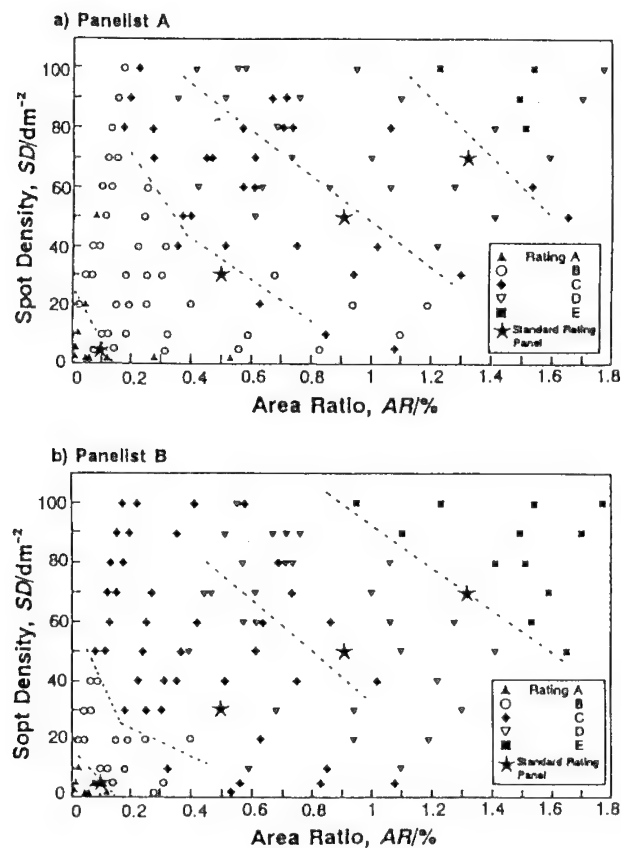 a) Panelist A
Spot Density, SD/dm⁻²
100
80
60
40
20
0
0 0.2 0.4 0.6 0.8 1 1.2 1.4 1.6 1.8
Area Ratio, AR/%
Rating A
B
C
D
E
Standard Rating
Panel
b) Panelist B
Sopt Density, SD/dm⁻²
100
80
60
40
20
0
0 0.2 0.4 0.6 0.8 1 1.2 1.4 1.6 1.8
Area Ratio, AR/%
Rating A
B
C
D
E
Standard Rating
Panel